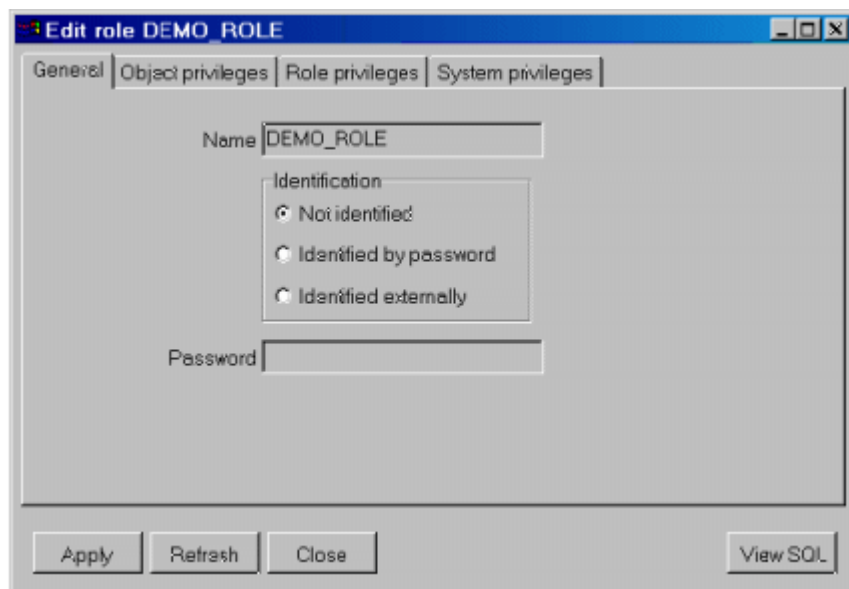 Edit role DEMO_ROLE
General Object privileges Role privileges System privileges
Name DEMO_ROLE
Identification
Not identified
Identified by password
Identified externally
Password
Apply Refresh Close View SQL